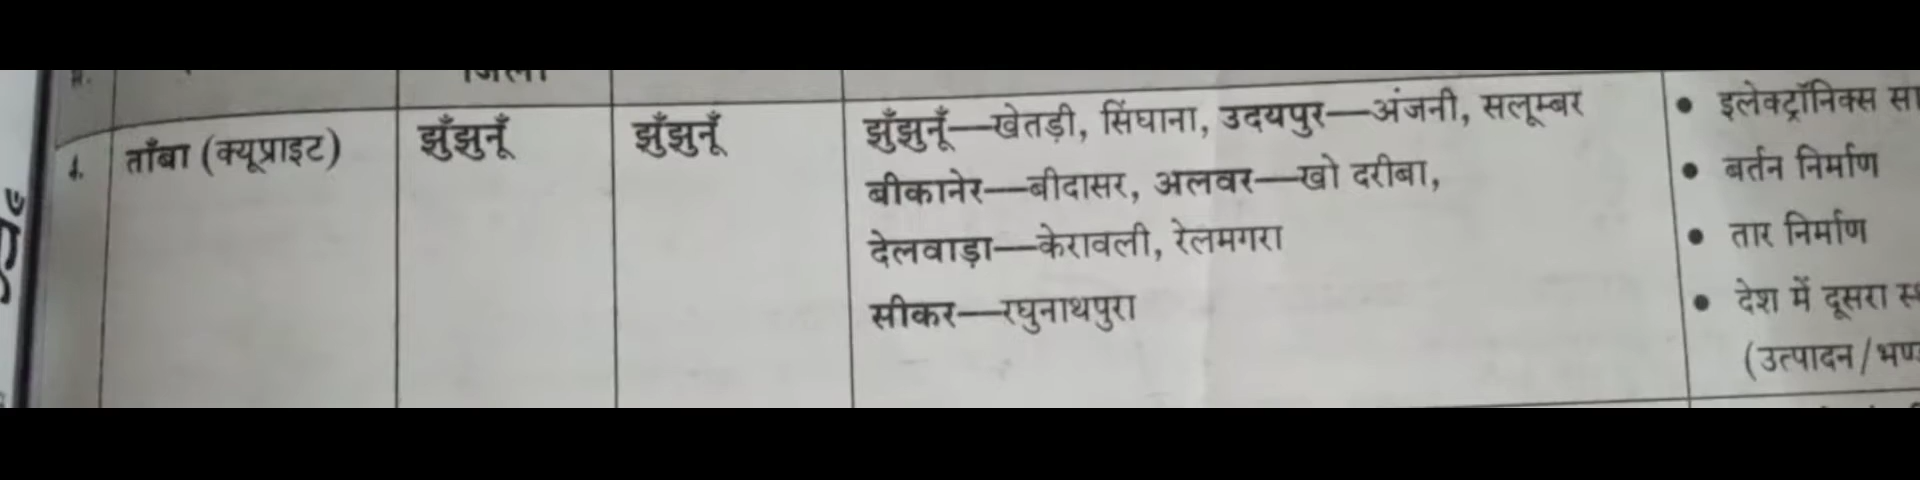 जिला
ताँबा (क्यूप्राइट)
झुँझुनूँ
झुँझुनूँ
झुँझुनूँ—खेतड़ी, सिंघाना, उदयपुर—अंजनी, सलूम्बर
बीकानेर—बीदासर, अलवर—खो दरीबा,
देलवाड़ा—केरावली, रेलमगरा
सीकर—रघुनाथपुरा
• इलेक्ट्रॉनिक्स
• बर्तन निर्माण
• तार निर्माण
• देश में दूसरा
(उत्पादन/